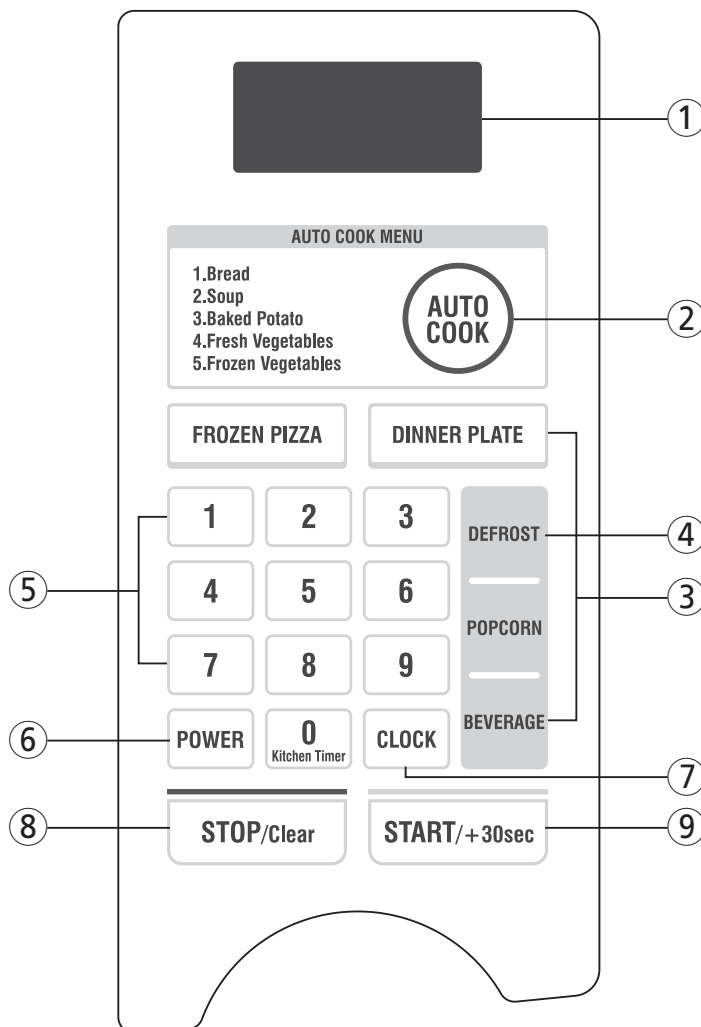 ①
AUTO COOK MENU
1.Bread
2.Soup
3.Baked Potato
4.Fresh Vegetables
5.Frozen Vegetables
AUTO
COOK
②
FROZEN PIZZA
DINNER PLATE
1
2
3
DEFROST
④
⑤
4
5
6
③
POPCORN
7
8
9
BEVERAGE
⑥
POWER
0
Kitchen Timer
CLOCK
⑦
⑧
STOP/Clear
START/+30sec
⑨